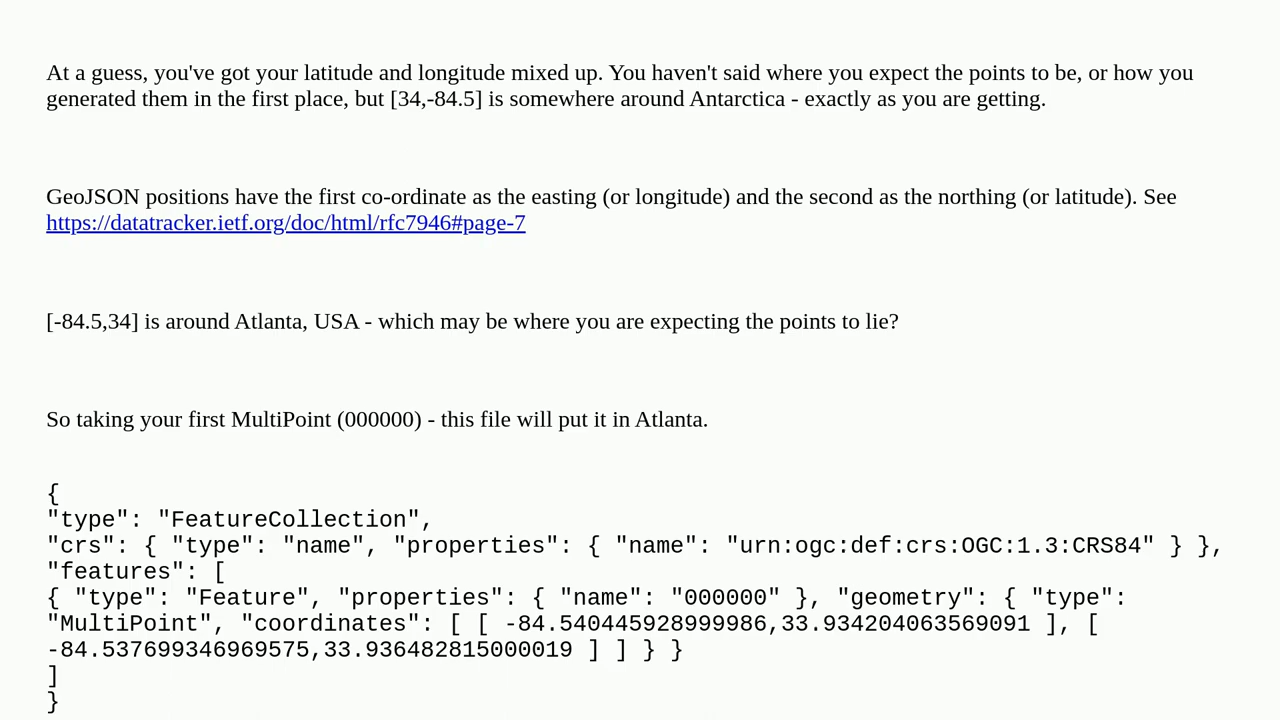 At a guess, you've got your latitude and longitude mixed up. You haven't said where you expect the points to be, or how you
generated them in the first place, but [34,-84.5] is somewhere around Antarctica - exactly as you are getting.
GeoJSON positions have the first co-ordinate as the easting (or longitude) and the second as the northing (or latitude). See
https://datatracker.ietf.org/doc/html/rfc7946#page-7
[-84.5,34] is around Atlanta, USA - which may be where you are expecting the points to lie?
So taking your first MultiPoint (000000) - this file will put it in Atlanta.
{
"type": "FeatureCollection",
"crs": { "type": "name", "properties": { "name": "urn:ogc:def:crs:OGC:1.3:CRS84" } },
"features": [
{ "type": "Feature", "properties": { "name": "000000" }, "geometry": { "type":
"MultiPoint", "coordinates": [ [ -84.540445928999986,33.934204063569091 ], [
-84.537699346969575,33.936482815000019 ] ] } }
]
}